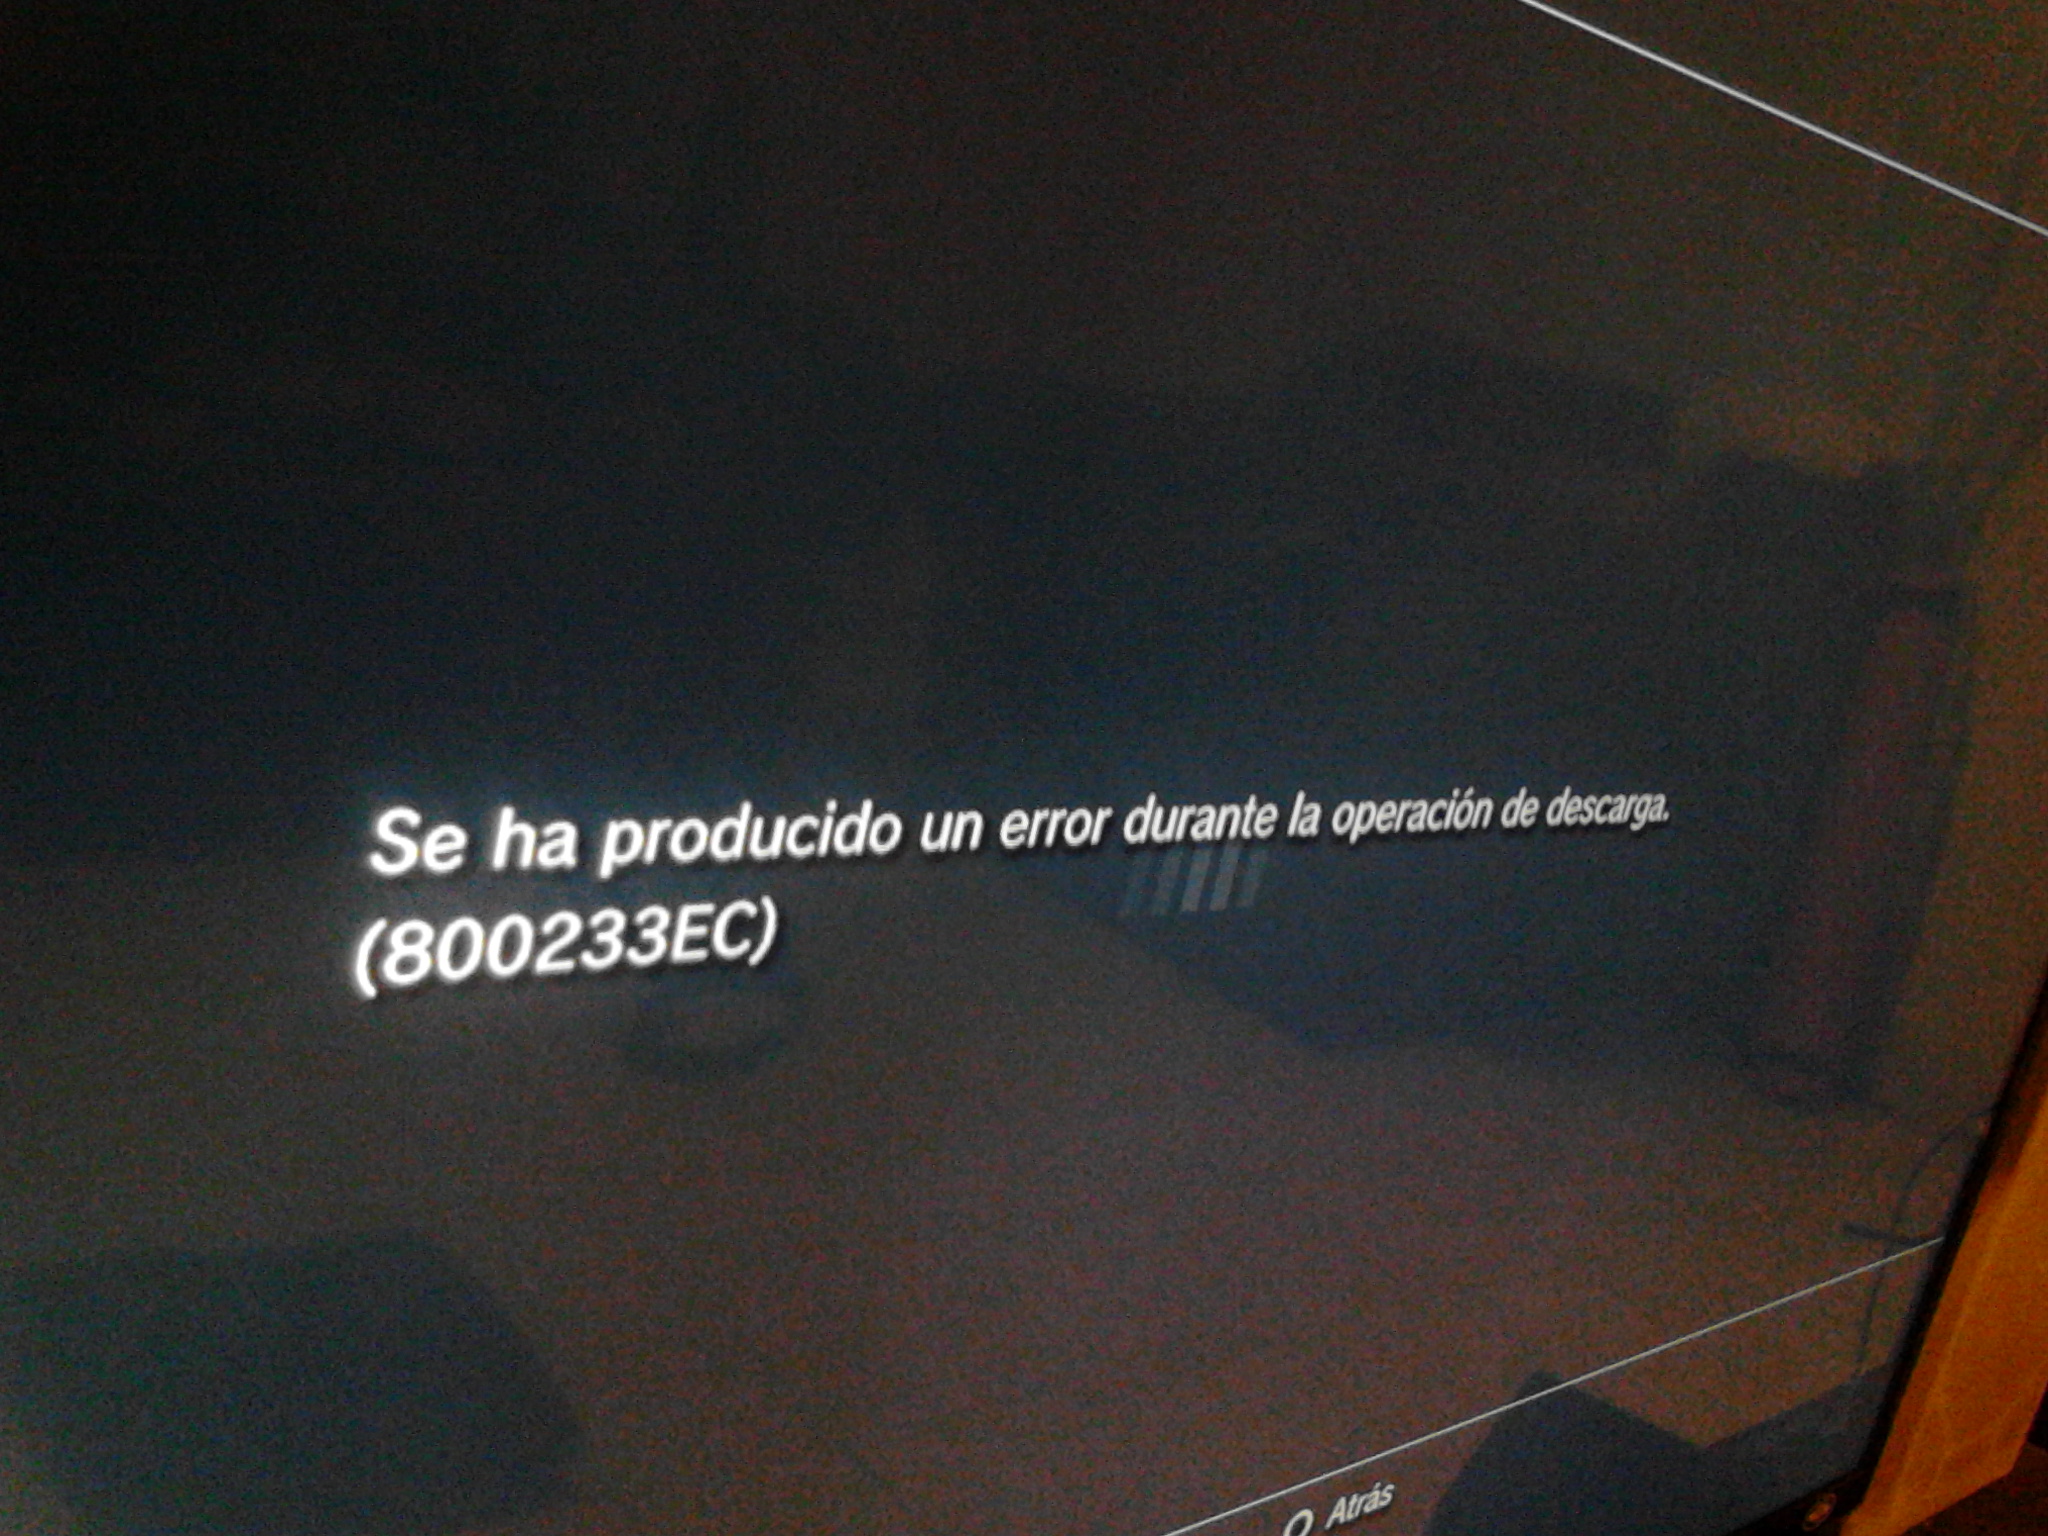 Se ha producido un error durante la operación de descarga.
(800233EC)
Atrás